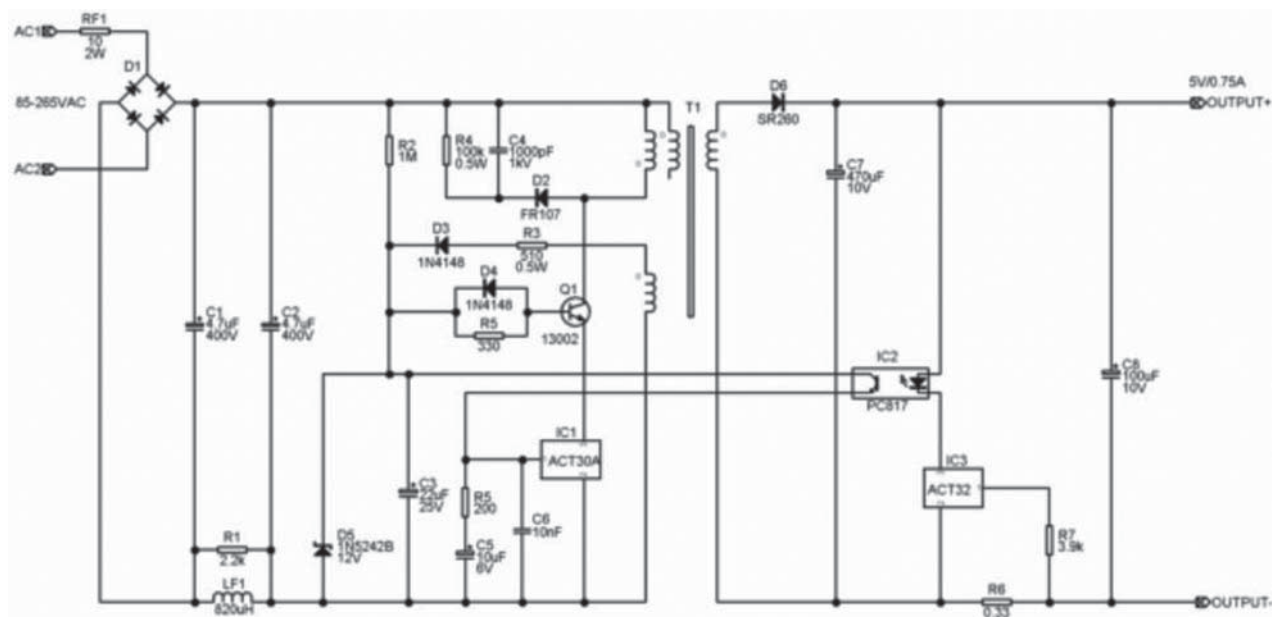 RF1
AC1
10
2W
D1
85-265VAC
AC2
R2
1M
R4
100k
0.5W
C4
1000pF
1kV
D2
FR107
D3
1N4148
R3
510
0.5W
D4
1N4148
R5
330
Q1
13002
T1
D6
SR260
5V/0.75A
OUTPUT+
C7
470uF
10V
C1
4.7uF
400V
C2
4.7uF
400V
IC2
PC817
C8
100uF
10V
IC1
ACT30A
IC3
ACT32
C3
22uF
25V
R5
200
C6
10nF
D5
1N5242B
12V
C5
10uF
6V
R7
3.9k
R1
2.2k
LF1
820uH
R6
0.33
OUTPUT-